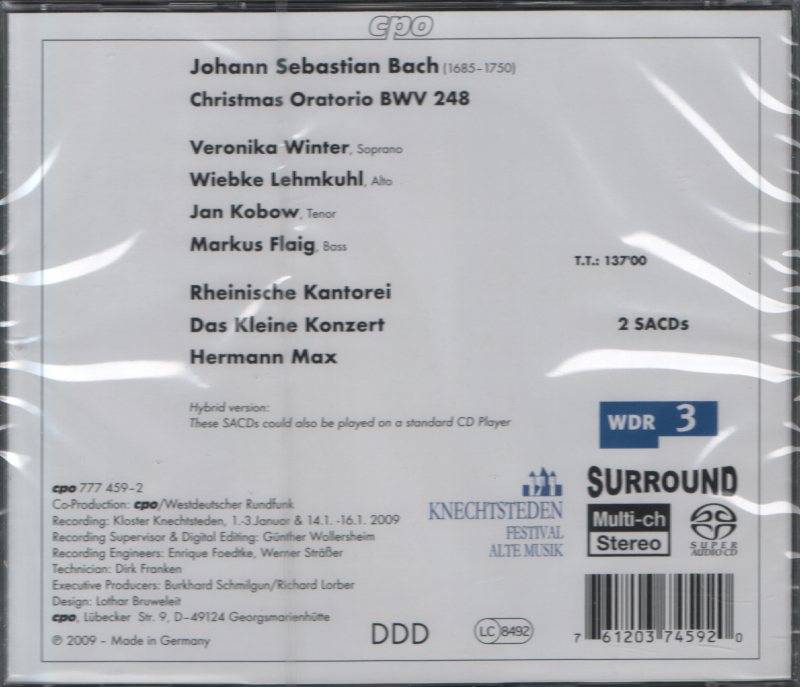 cpo
Johann Sebastian Bach (1685–1750)
Christmas Oratorio BWV 248
Veronika Winter, Soprano
Wiebke Lehmkuhl, Alto
Jan Kobow, Tenor
Markus Flaig, Bass
T.T.: 137'00
Rheinische Kantorei
Das Kleine Konzert
2 SACDs
Hermann Max
Hybrid version:
These SACDs could also be played on a standard CD Player
WDR 3
cpo 777 459–2
Co-Production: cpo/Westdeutscher Rundfunk
Recording: Kloster Knechtsteden, 1.-3.Januar & 14.1. -16.1. 2009
Recording Supervisor & Digital Editing: Günther Wollersheim
Recording Engineers: Enrique Foedtke, Werner Sträßer
Technician: Dirk Franken
Executive Producers: Burkhard Schmilgun/Richard Lorber
Design: Lothar Bruweleit
cpo, Lübecker Str. 9, D–49124 Georgsmarienhütte
℗ 2009 – Made in Germany
KNECHTSTEDEN
FESTIVAL
ALTE MUSIK
SURROUND
Multi-ch
Stereo
SUPER
AUDIO CD
DDD
LC 8492
7 61203 74592 0